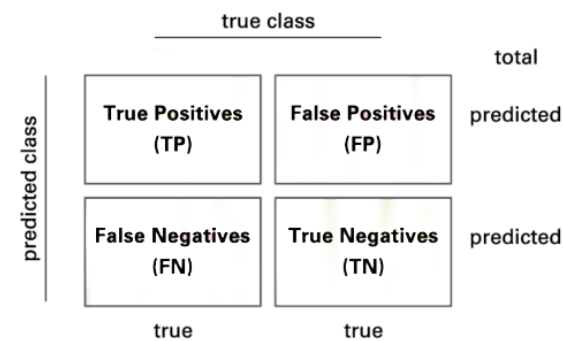 true class
total
predicted class
True Positives
(TP)
False Positives
(FP)
predicted
False Negatives
(FN)
True Negatives
(TN)
predicted
true
true